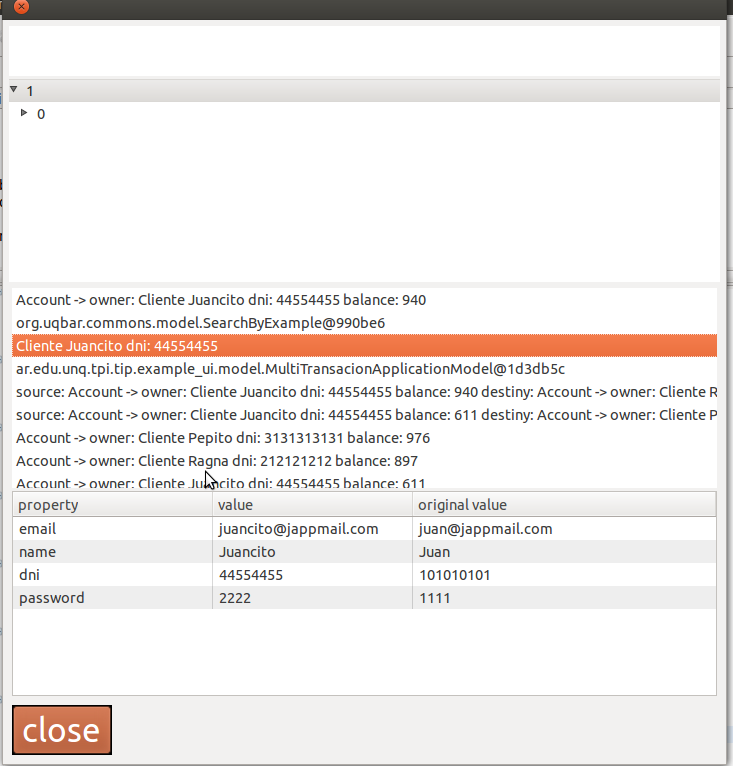 1
0
Account -> owner: Cliente Juancito dni: 44554455 balance: 940
org.uqbar.commons.model.SearchByExample@990be6
Cliente Juancito dni: 44554455
ar.edu.unq.tpi.tip.example_ui.model.MultiTransacionApplicationModel@1d3db5c
source: Account -> owner: Cliente Juancito dni: 44554455 balance: 940 destiny: Account -> owner: Cliente R
source: Account -> owner: Cliente Juancito dni: 44554455 balance: 611 destiny: Account -> owner: Cliente P
Account -> owner: Cliente Pepito dni: 3131313131 balance: 976
Account -> owner: Cliente Ragna dni: 212121212 balance: 897
Account -> owner: Cliente Juancito dni: 44554455 balance: 611
property value original value
email juancito@jappmail.com juan@jappmail.com
name Juancito Juan
dni 44554455 101010101
password 2222 1111
close